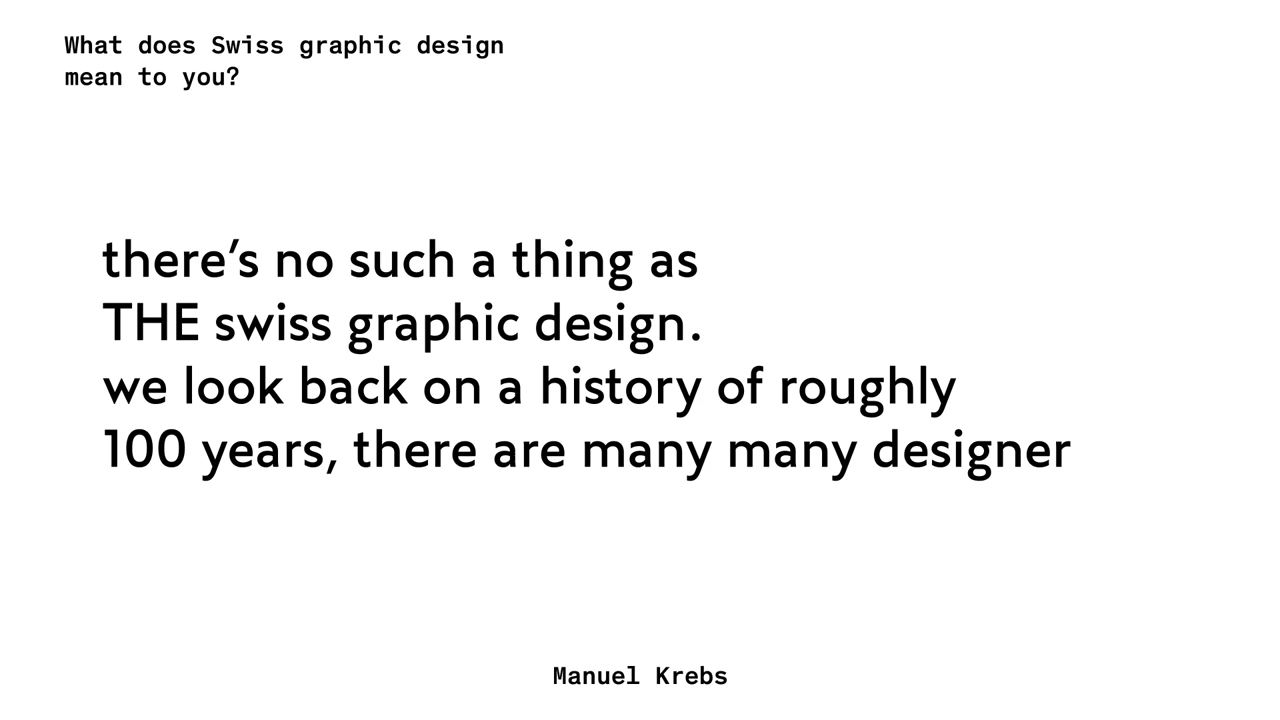 What does Swiss graphic design
mean to you?
there’s no such a thing as
THE swiss graphic design.
we look back on a history of roughly
100 years, there are many many designer
Manuel Krebs